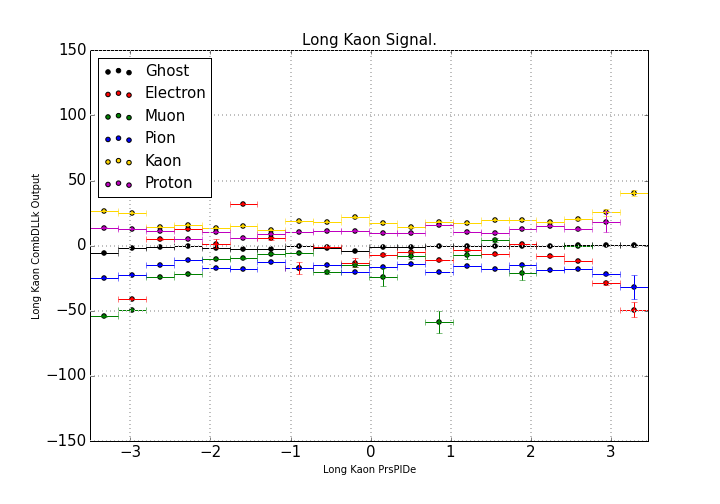 Long Kaon Signal.
150
100
50
0
−50
−100
−150
Long Kaon CombDLLk Output
Ghost
Electron
Muon
Pion
Kaon
Proton
−3 −2 −1 0 1 2 3
Long Kaon PrsPIDe